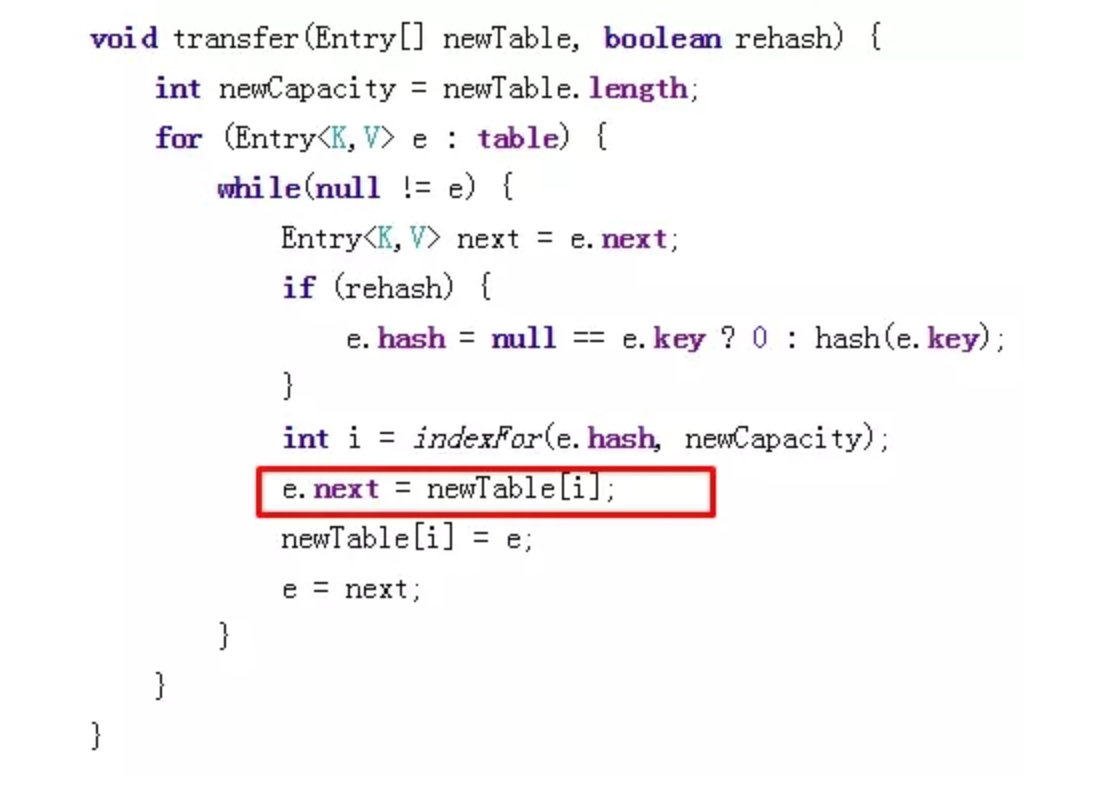 void transfer(Entry[] newTable, boolean rehash) {
int newCapacity = newTable.length;
for (Entry<K,V> e : table) {
while(null != e) {
Entry<K,V> next = e.next;
if (rehash) {
e.hash = null == e.key ? 0 : hash(e.key);
}
int i = indexFor(e.hash, newCapacity);
e.next = newTable[i];
newTable[i] = e;
e = next;
}
}
}